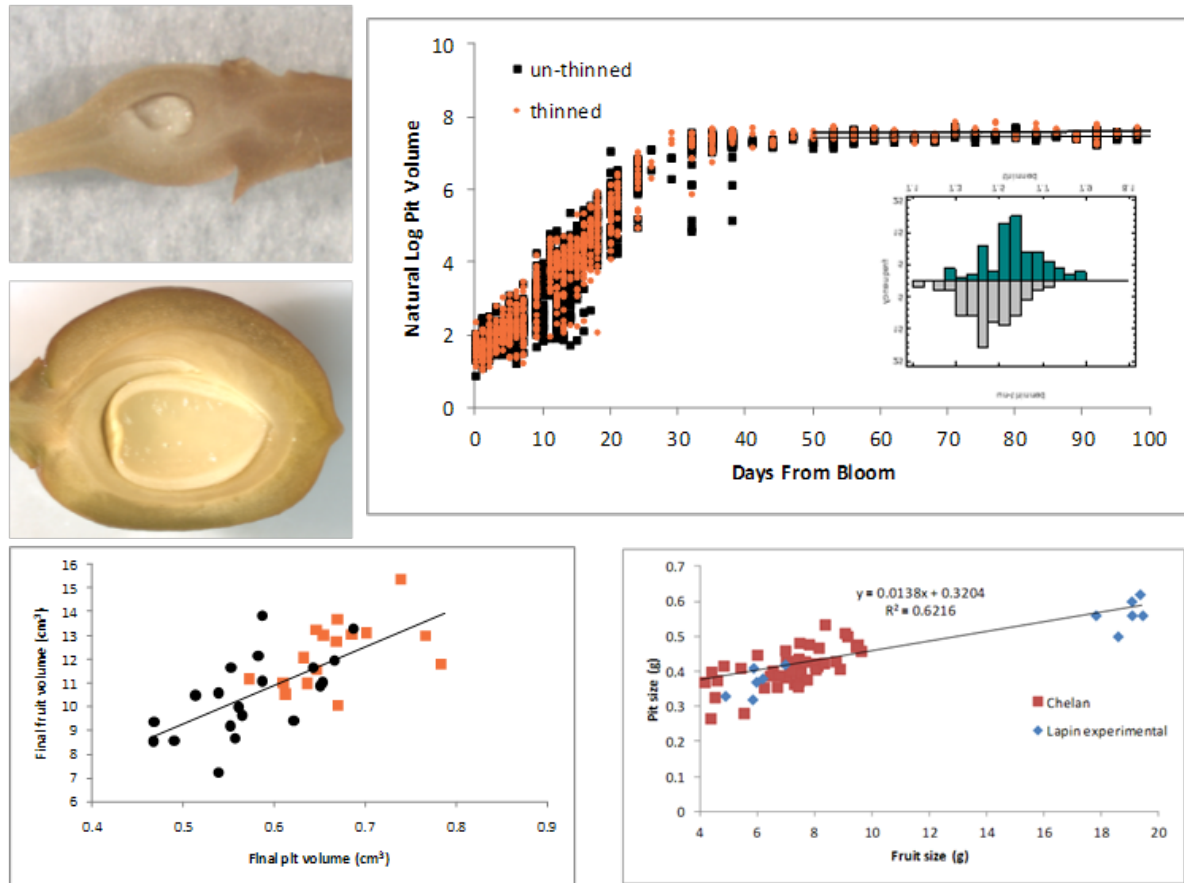 10
8
6
4
2
0
Natural Log Pit Volume
un-thinned
thinned
0 10 20 30 40 50 60 70 80 90 100
Days From Bloom
16
15
14
13
12
11
10
9
8
7
6
Final fruit volume (cm³)
0.4 0.5 0.6 0.7 0.8 0.9
Final pit volume (cm³)
0.7
0.6
0.5
0.4
0.3
0.2
0.1
0
Pit size (g)
y = 0.0138x + 0.3204
R² = 0.6216
Chelan
Lapin experimental
4 6 8 10 12 14 16 18 20
Fruit size (g)